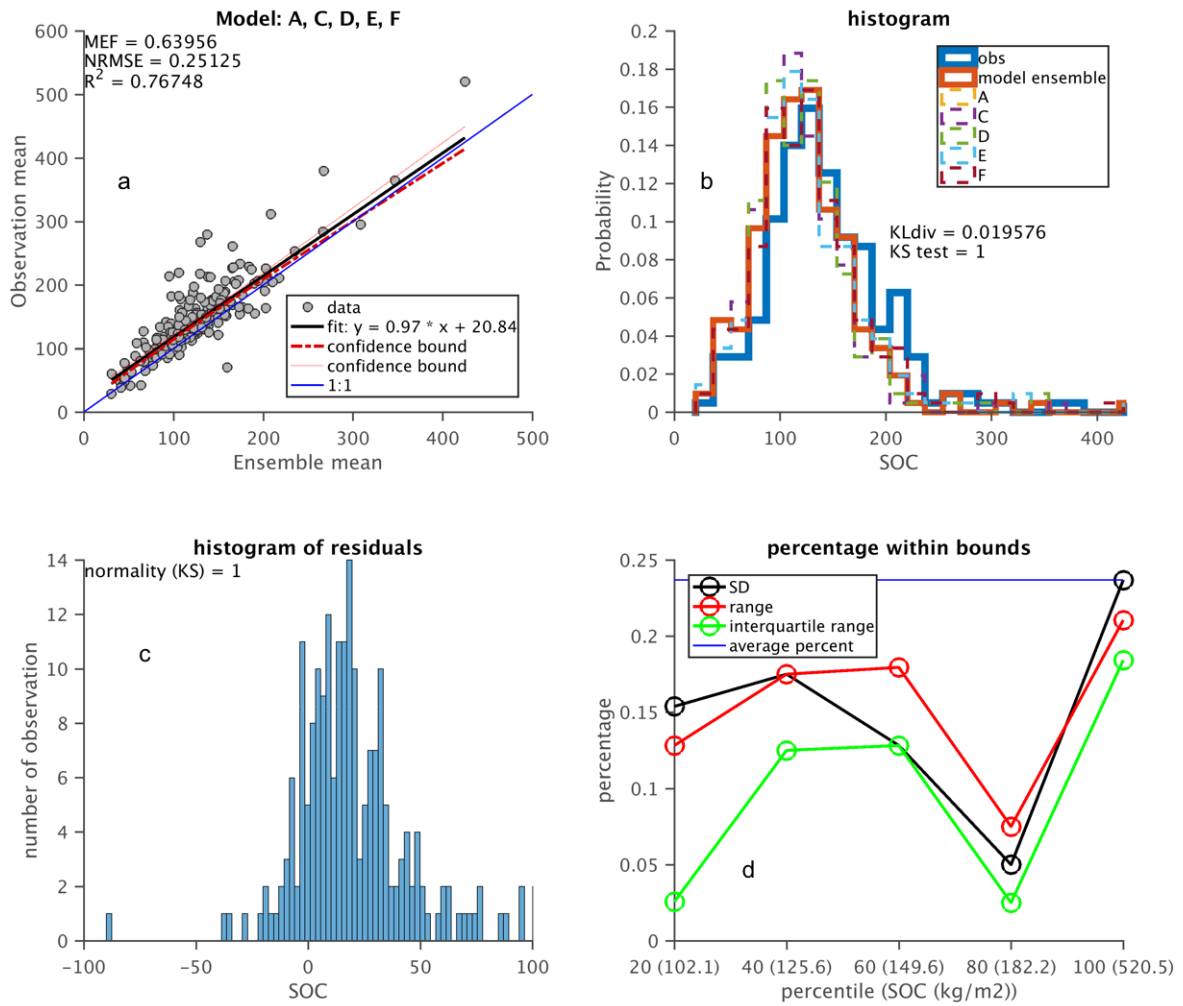 Model: A, C, D, E, F
MEF = 0.63956
NRMSE = 0.25125
R² = 0.76748
600
500
400
300
200
100
0
Observation mean
a
data
fit: y = 0.97 * x + 20.84
confidence bound
confidence bound
1:1
0 100 200 300 400 500
Ensemble mean
histogram
0.2
0.18
0.16
0.14
0.12
0.1
0.08
0.06
0.04
0.02
0
Probability
b
obs
model ensemble
A
C
D
E
F
KLdiv = 0.019576
KS test = 1
0 100 200 300 400
SOC
histogram of residuals
normality (KS) = 1
14
12
10
8
6
4
2
0
number of observation
c
−100 −50 0 50 100
SOC
percentage within bounds
0.25
0.2
0.15
0.1
0.05
0
percentage
SD
range
interquartile range
average percent
d
20 (102.1) 40 (125.6) 60 (149.6) 80 (182.2) 100 (520.5)
percentile (SOC (kg/m2))